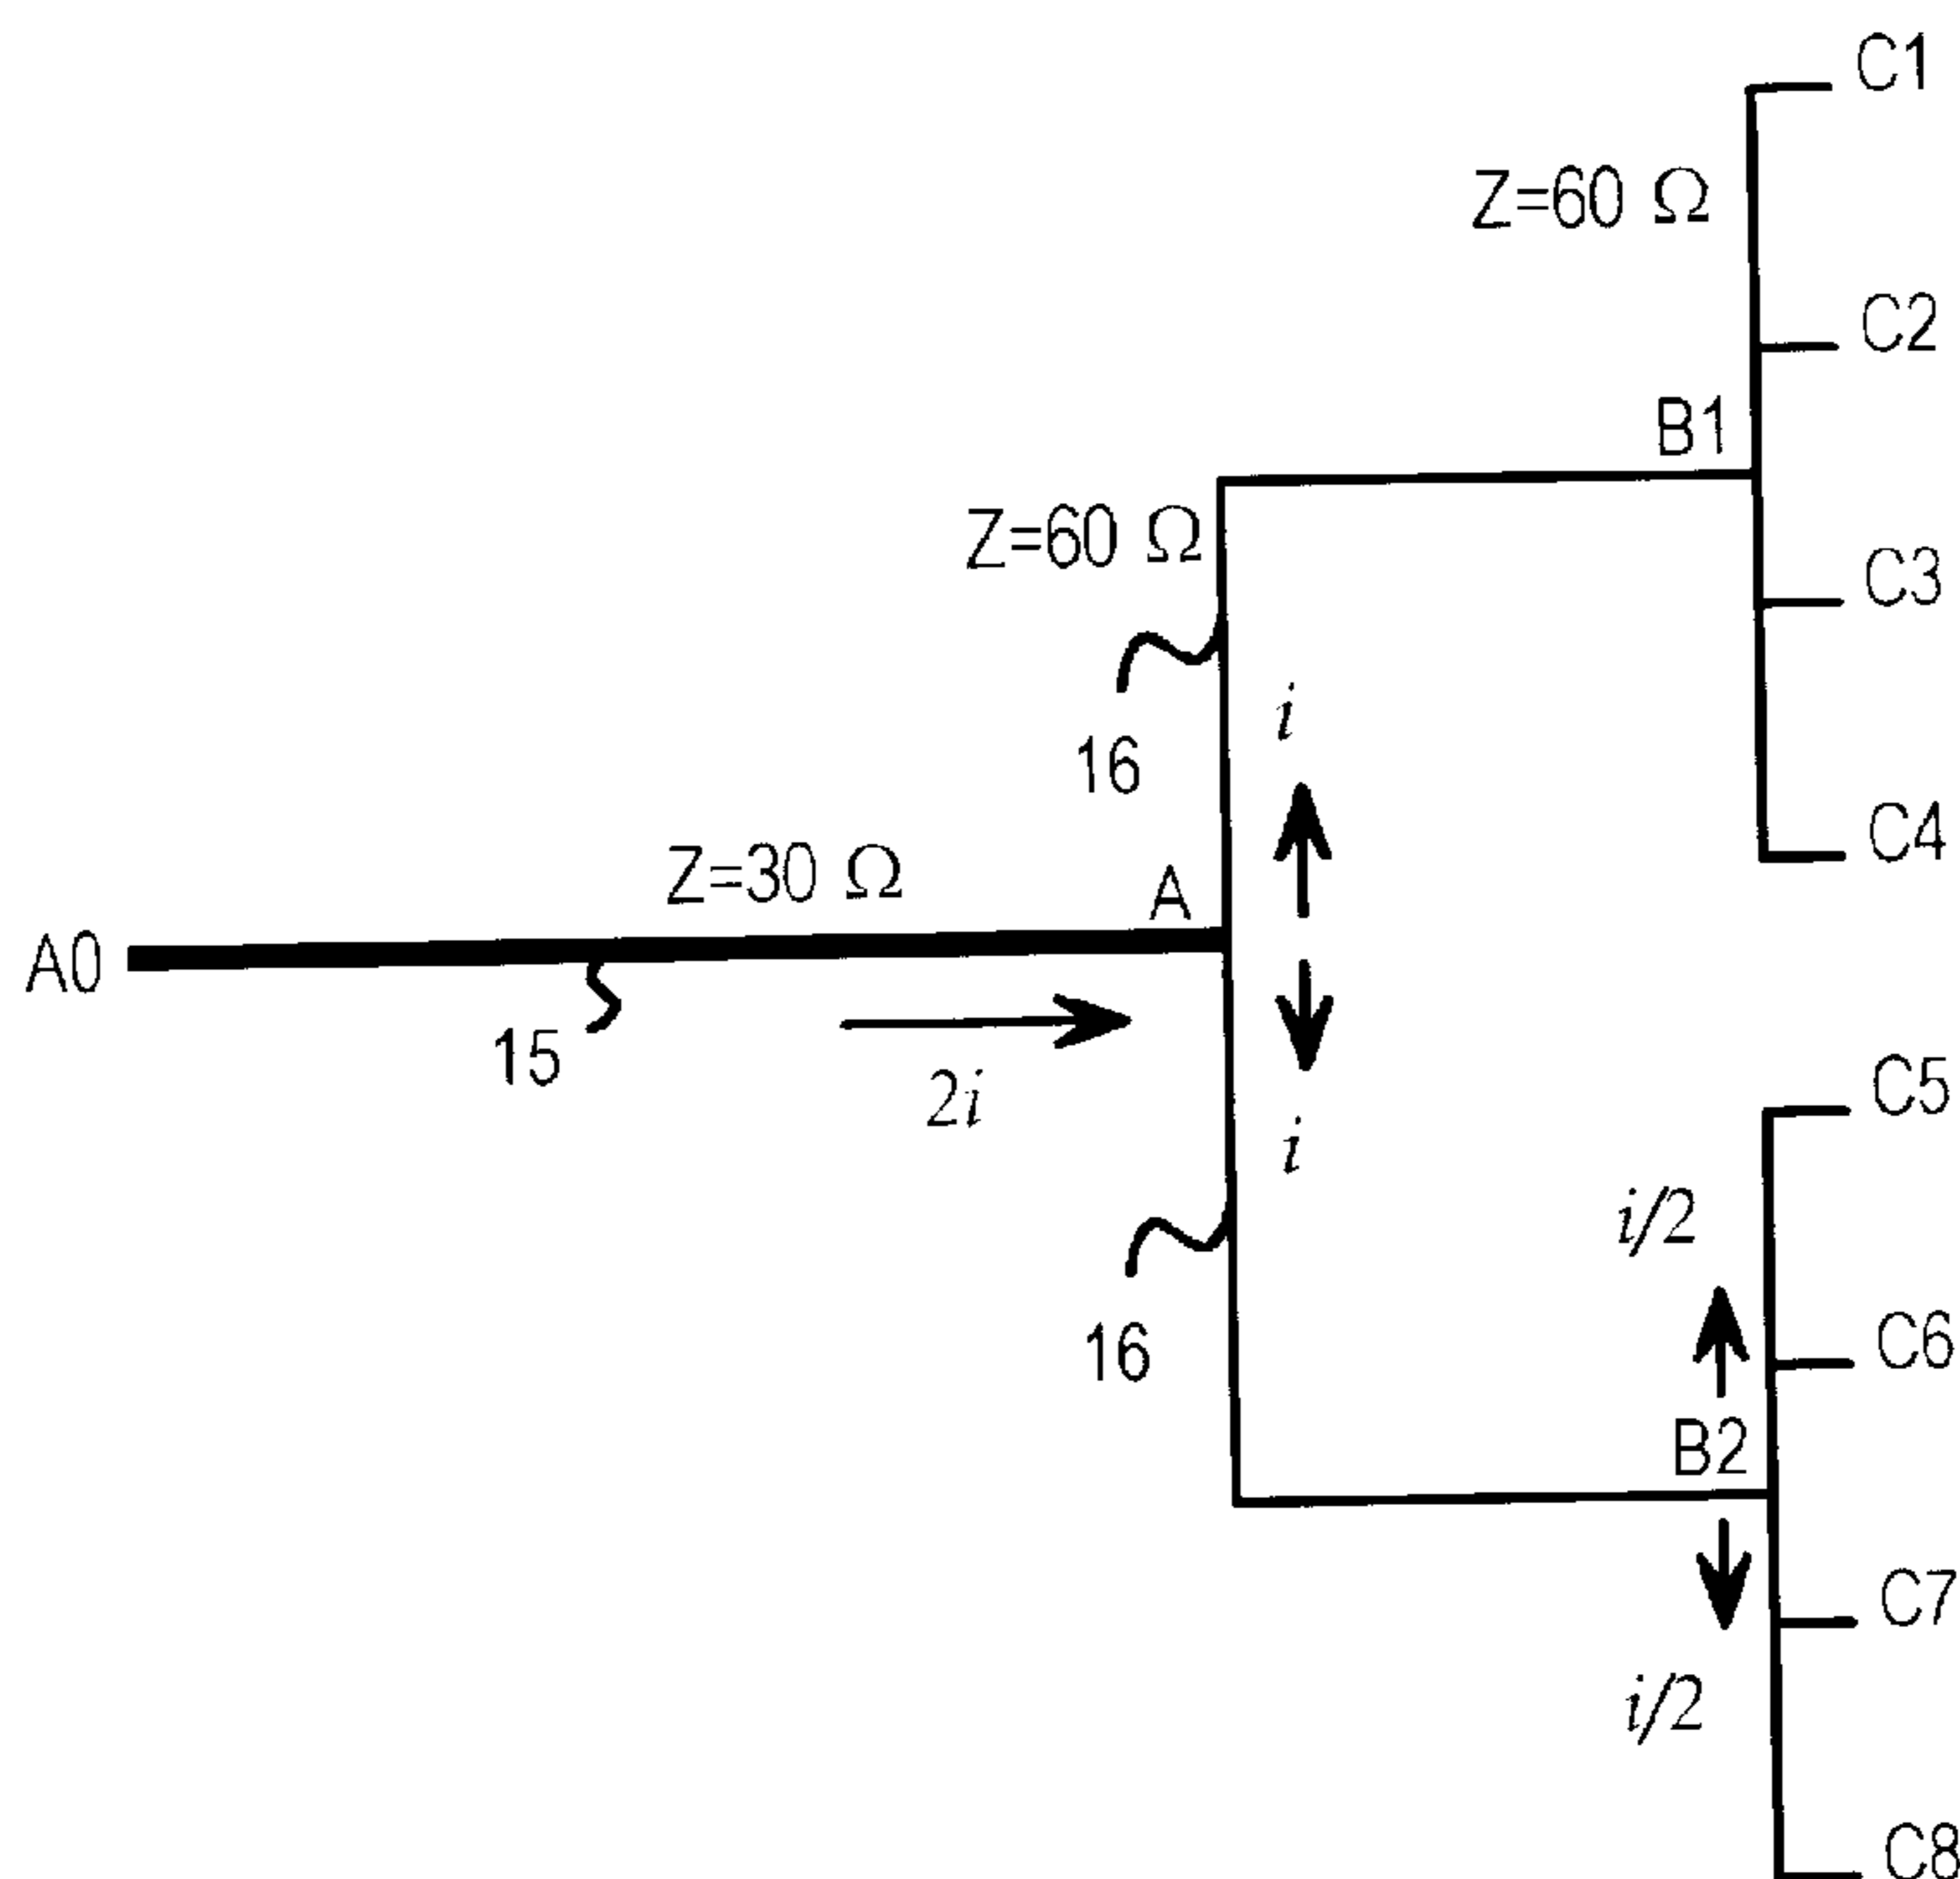 C1
Z=60 Ω
C2
B1
Z=60 Ω
C3
i
16
C4
Z=30 Ω
A
A0
15
2i
C5
i
i/2
16
C6
B2
C7
i/2
C8